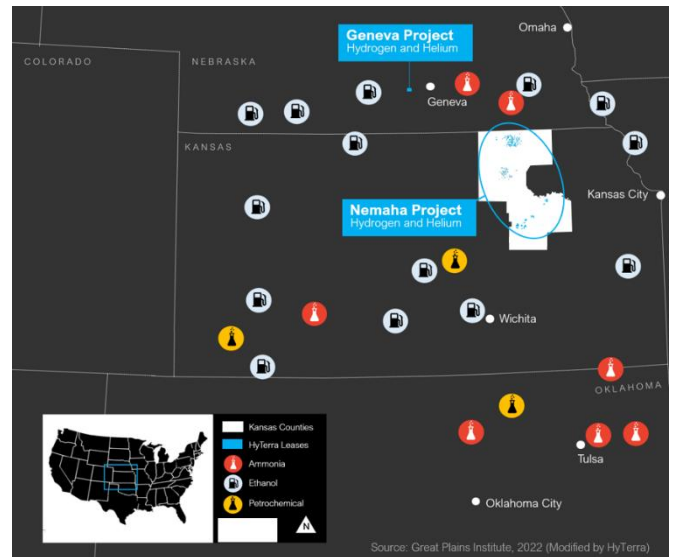 Omaha
Geneva Project
Hydrogen and Helium
COLORADO
NEBRASKA
Geneva
KANSAS
Kansas City
Nemaha Project
Hydrogen and Helium
Wichita
OKLAHOMA
Kansas Counties
HyTerra Leases
Ammonia
Ethanol
Petrochemical
N
Tulsa
Oklahoma City
Source: Great Plains Institute, 2022 (Modified by HyTerra)